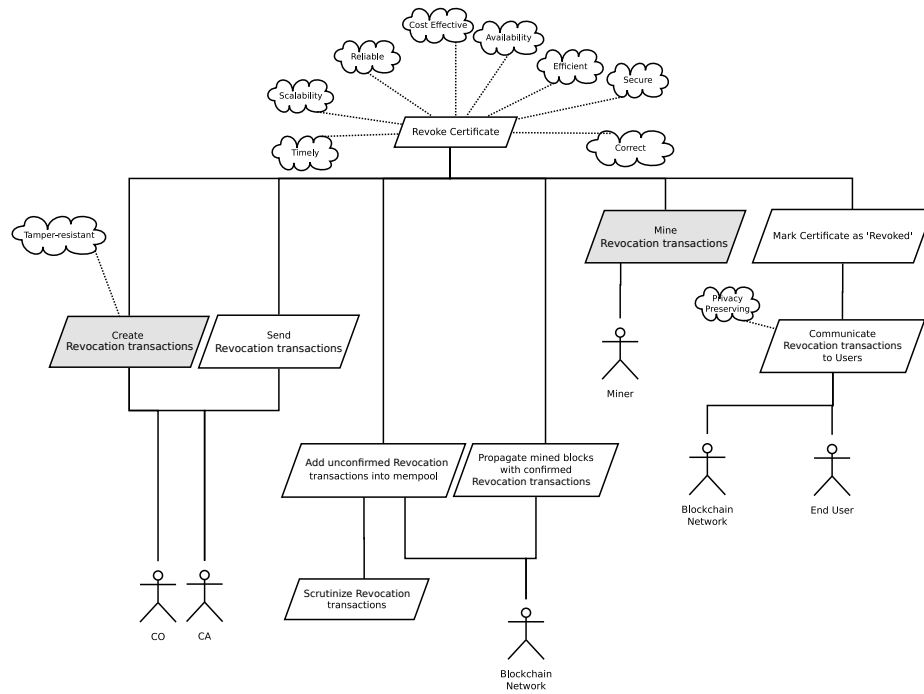 Cost Effective
Availability
Reliable
Efficient
Scalability
Secure
Timely
Revoke Certificate
Correct
Tamper-resistant
Mine
Revocation transactions
Mark Certificate as 'Revoked'
Privacy
Preserving
Create
Revocation transactions
Send
Revocation transactions
Communicate
Revocation transactions
to Users
Miner
Add unconfirmed Revocation
transactions into mempool
Propagate mined blocks
with confirmed
Revocation transactions
Blockchain
Network
End User
Scrutinize Revocation
transactions
CO
CA
Blockchain
Network